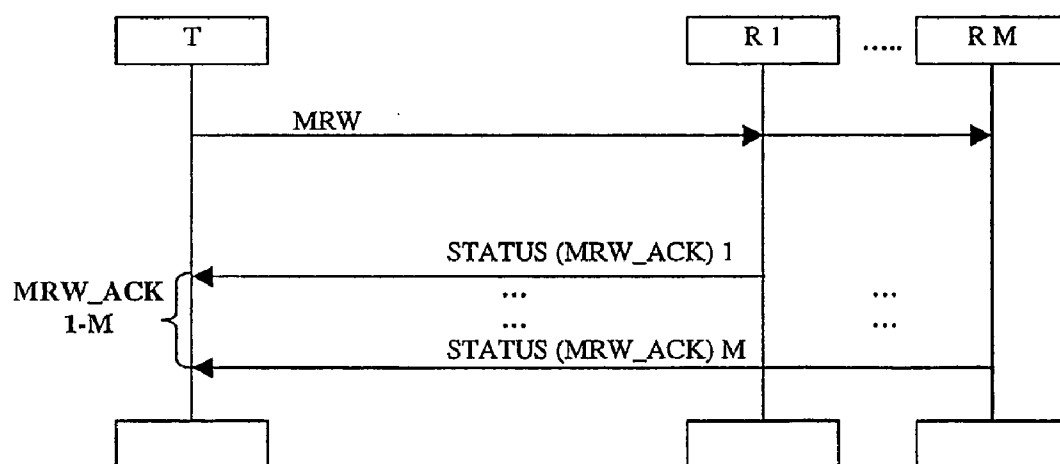 T
R 1
.....
R M
MRW
STATUS (MRW_ACK) 1
...
...
...
...
MRW_ACK
1-M
STATUS (MRW_ACK) M